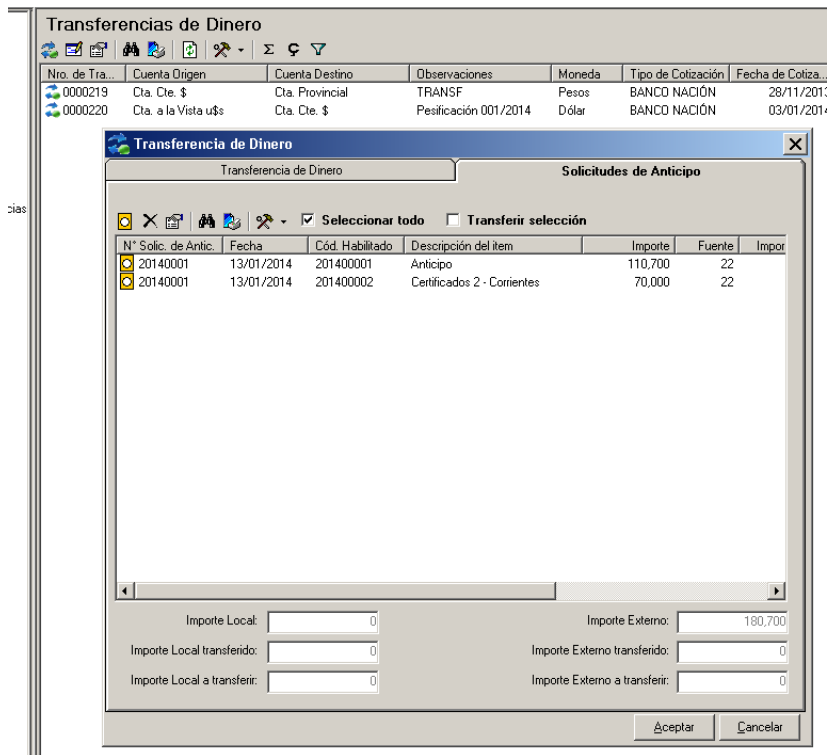 Transferencias de Dinero
Nro. de Tra... Cuenta Origen Cuenta Destino Observaciones Moneda Tipo de Cotización Fecha de Cotiza...
0000219 Cta. Cte. $ Cta. Provincial TRANSF Pesos BANCO NACIÓN 28/11/2013
0000220 Cta. a la Vista u$s Cta. Cte. $ Pesificación 001/2014 Dólar BANCO NACIÓN 03/01/2014
Transferencia de Dinero
Transferencia de Dinero Solicitudes de Anticipo
cias
Seleccionar todo Transferir selección
N° Solic. de Antic. Fecha Cód. Habilitado Descripción del item Importe Fuente Impor
20140001 13/01/2014 201400001 Anticipo 110,700 22
20140001 13/01/2014 201400002 Certificados 2 - Corrientes 70,000 22
Importe Local: 0 Importe Externo: 180,700
Importe Local transferido: 0 Importe Externo transferido: 0
Importe Local a transferir: 0 Importe Externo a transferir: 0
Aceptar Cancelar